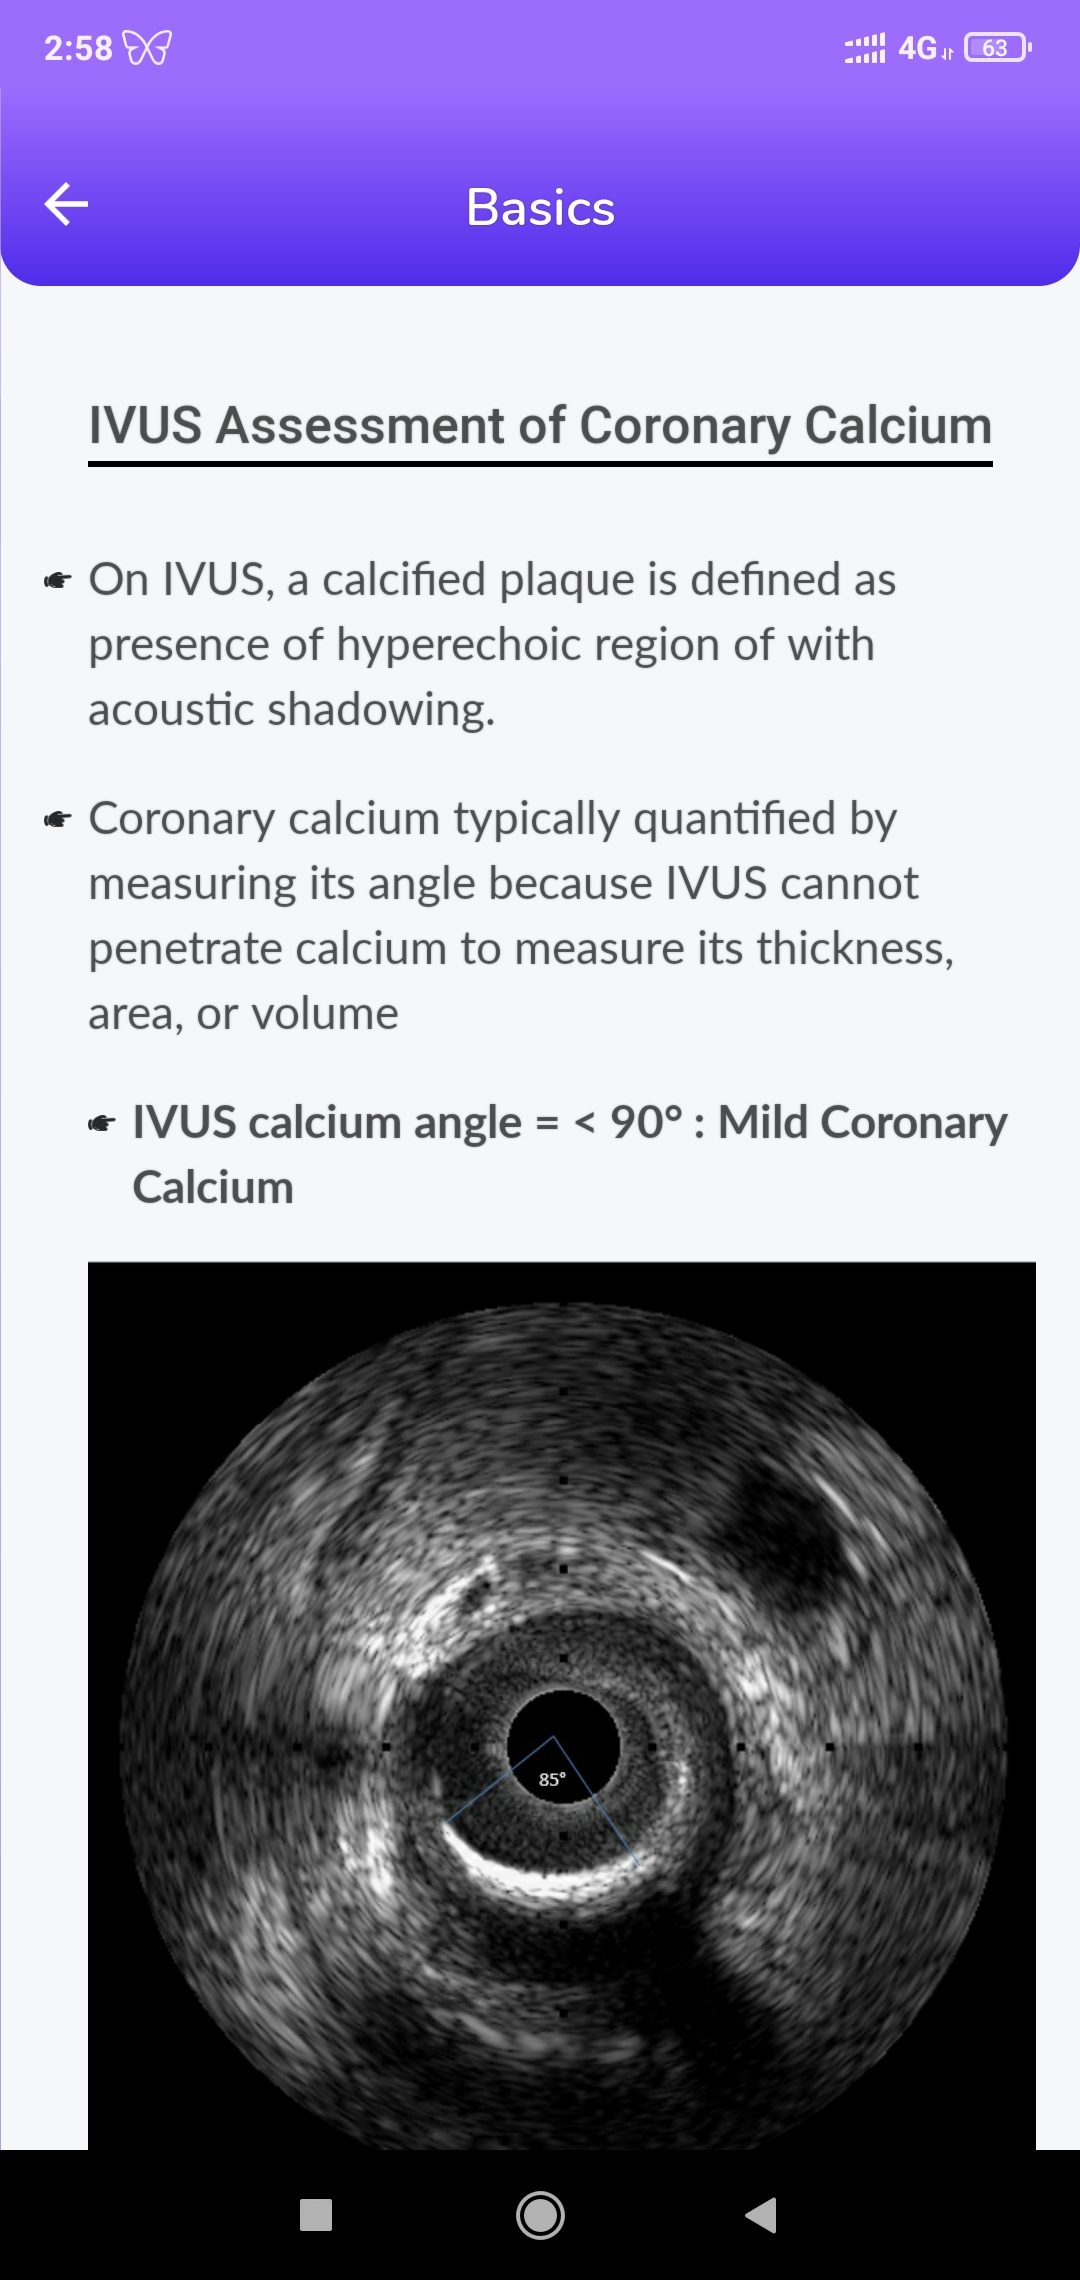 2:58
4G
63
Basics
IVUS Assessment of Coronary Calcium
On IVUS, a calcified plaque is defined as
presence of hyperechoic region of with
acoustic shadowing.
Coronary calcium typically quantified by
measuring its angle because IVUS cannot
penetrate calcium to measure its thickness,
area, or volume
IVUS calcium angle = < 90° : Mild Coronary
Calcium
85°